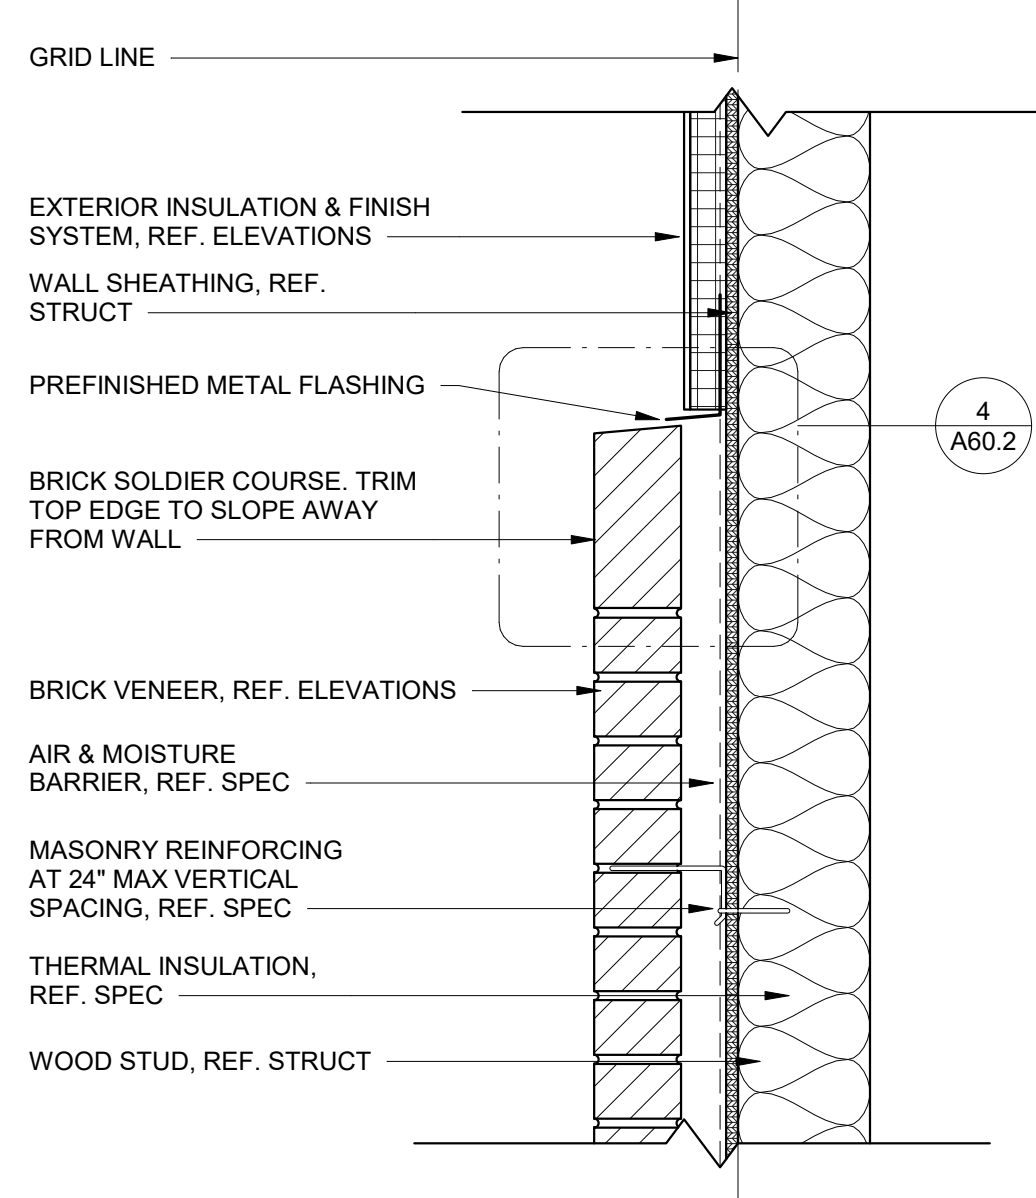 GRID LINE
EXTERIOR INSULATION & FINISH
SYSTEM, REF. ELEVATIONS
WALL SHEATHING, REF.
STRUCT
PREFINISHED METAL FLASHING
4
A60.2
BRICK SOLDIER COURSE. TRIM
TOP EDGE TO SLOPE AWAY
FROM WALL
BRICK VENEER, REF. ELEVATIONS
AIR & MOISTURE
BARRIER, REF. SPEC
MASONRY REINFORCING
AT 24" MAX VERTICAL
SPACING, REF. SPEC
THERMAL INSULATION,
REF. SPEC
WOOD STUD, REF. STRUCT